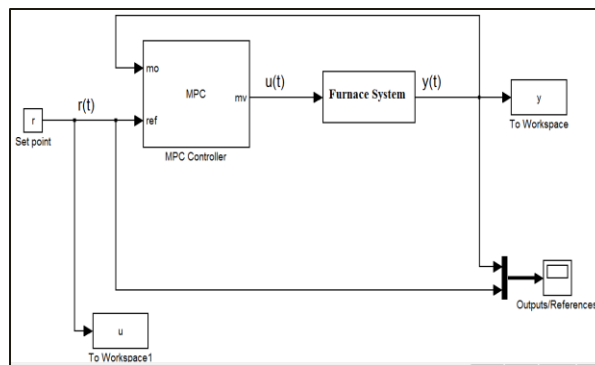 mo
MPC
mv
ref
MPC Controller
u(t)
Furnace System
y(t)
y
To Workspace
r
Set point
r(t)
Outputs/References
u
To Workspace1